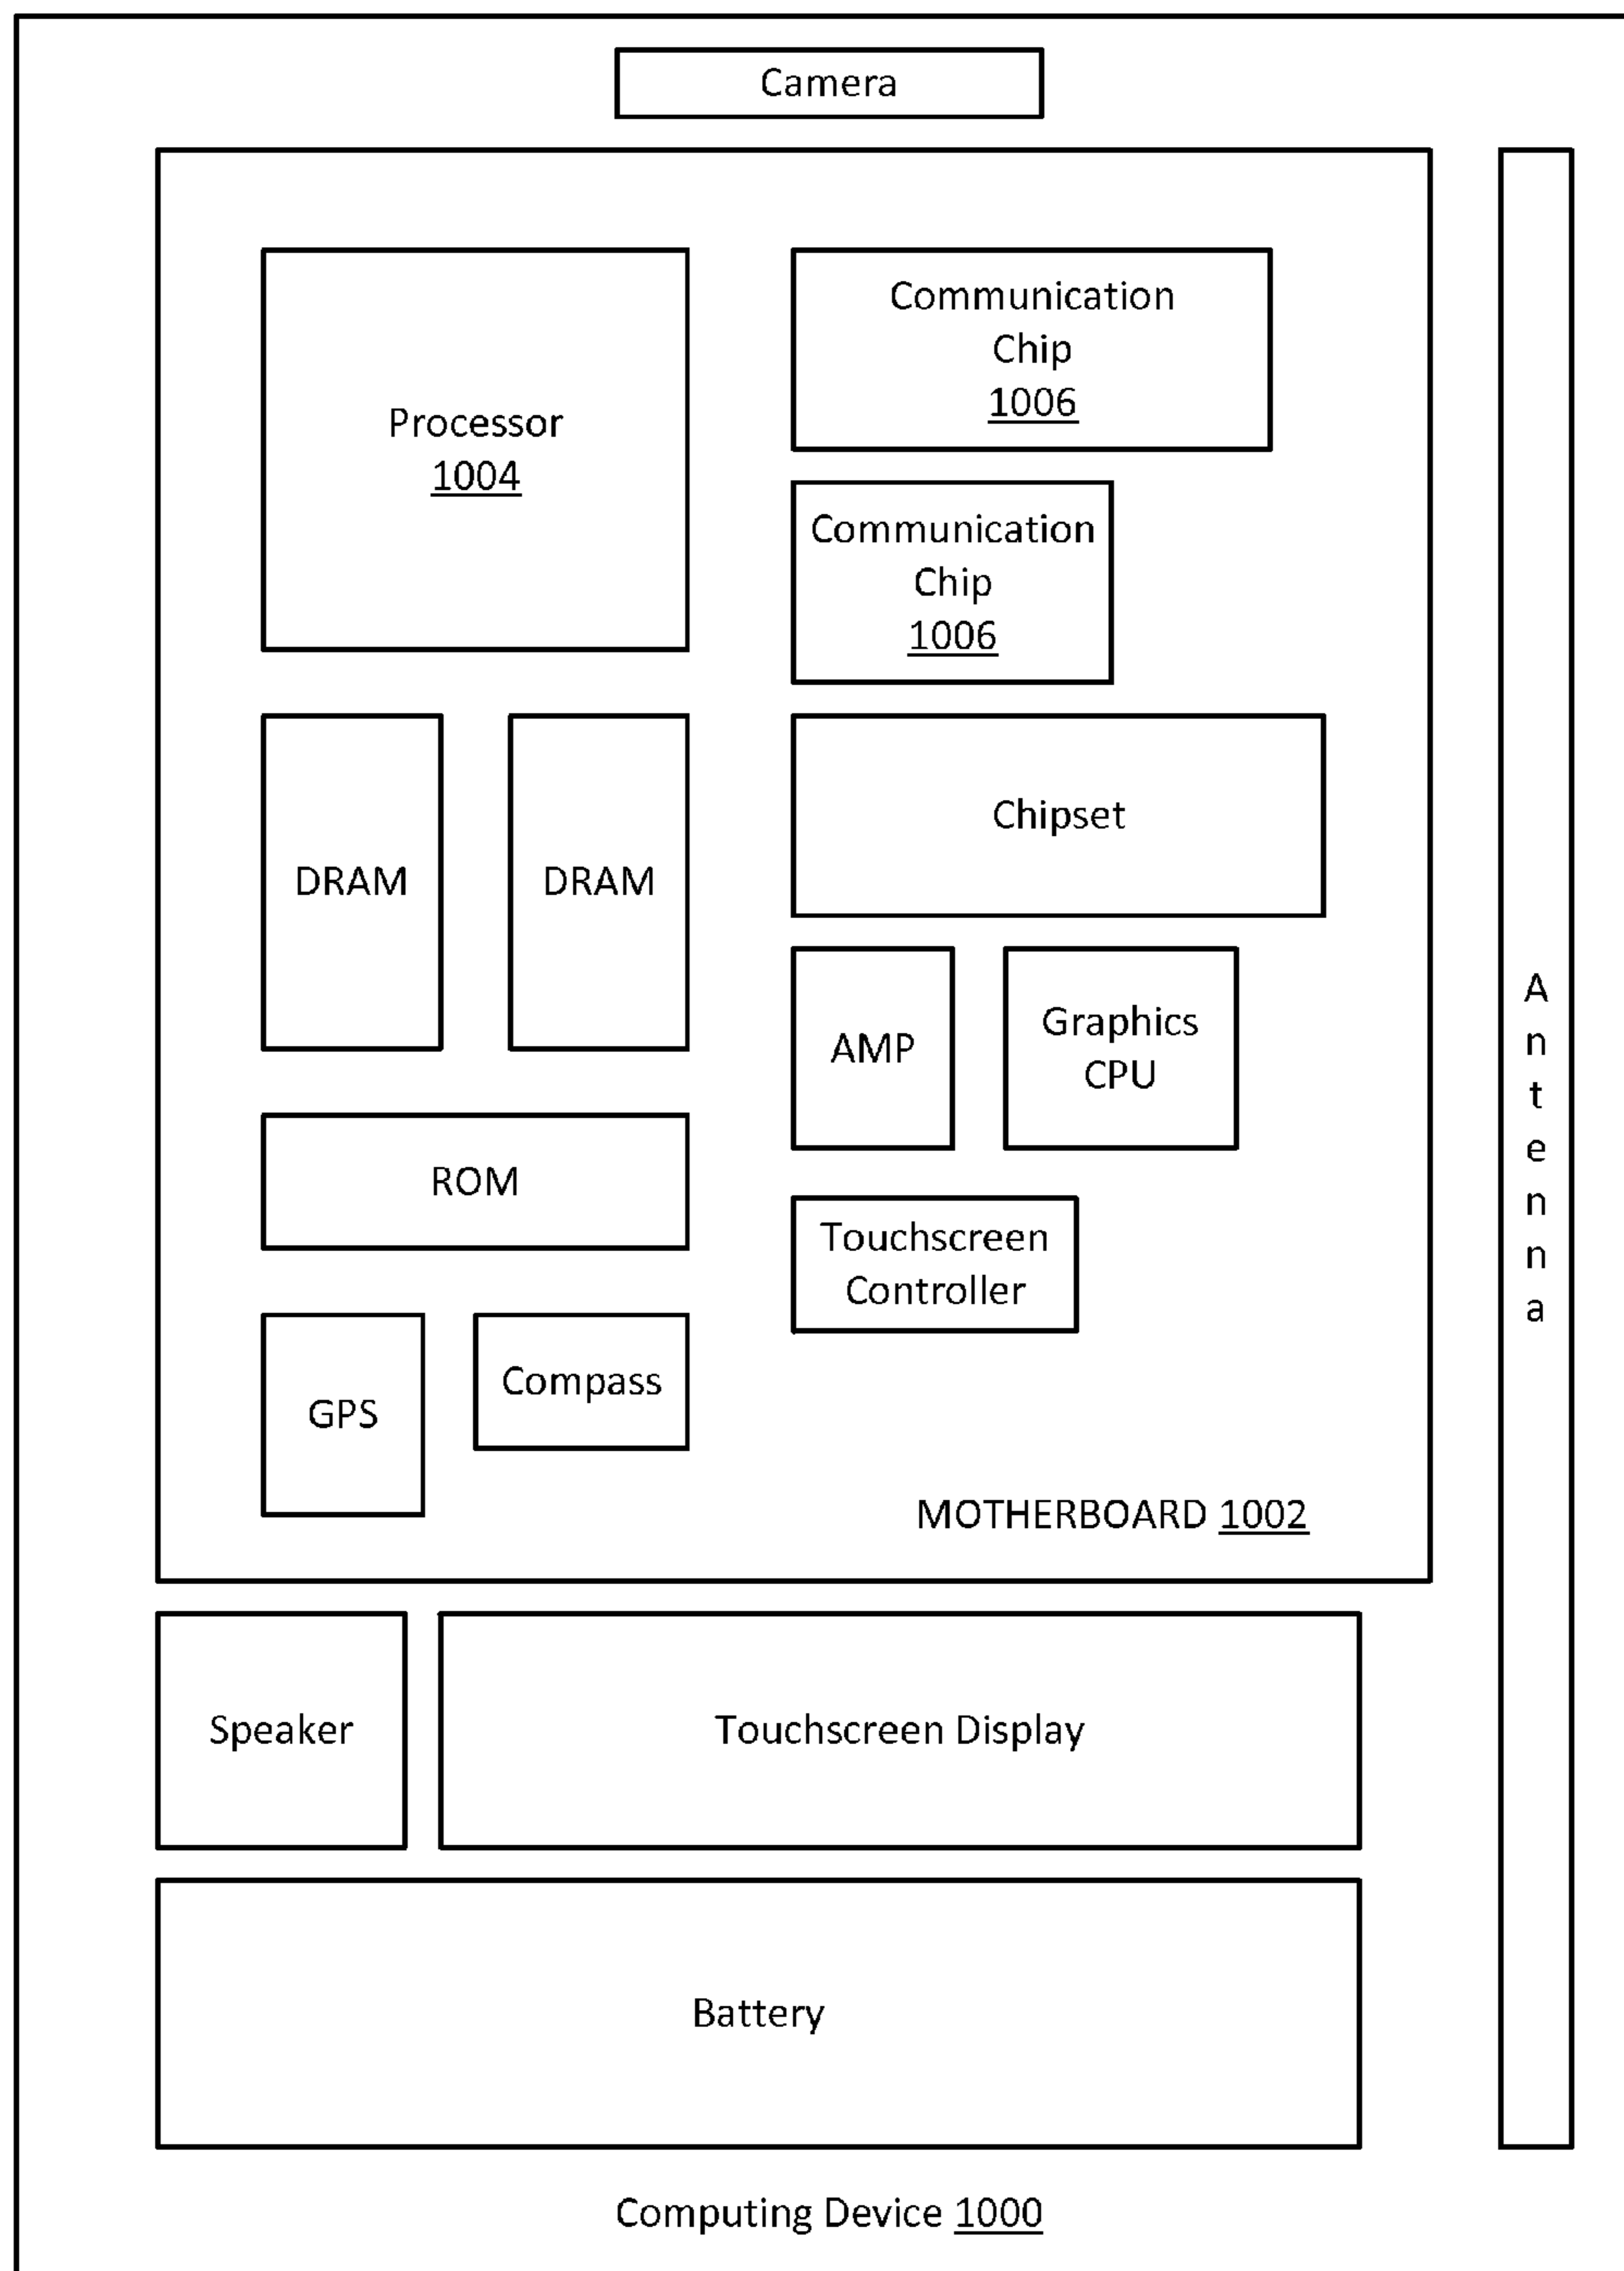 Camera
Processor
1004
Communication
Chip
1006
Communication
Chip
1006
DRAM
DRAM
Chipset
AMP
Graphics
CPU
ROM
Touchscreen
Controller
GPS
Compass
MOTHERBOARD 1002
Antenna
Speaker
Touchscreen Display
Battery
Computing Device 1000